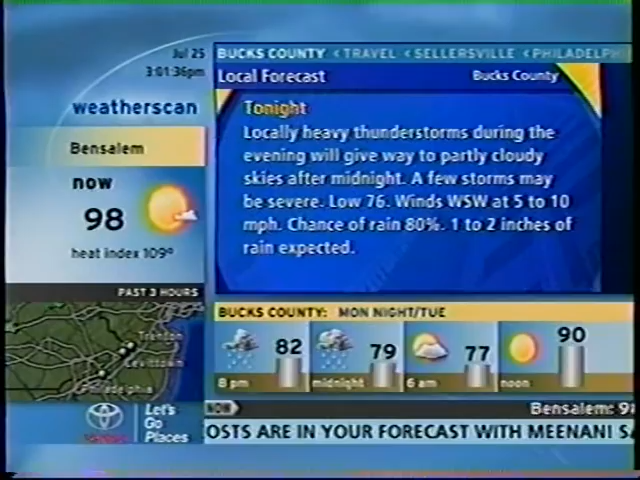 Jul 25
3:01:36pm
weatherscan
Bensalem
now
98
heat index 109°
PAST 3 HOURS
Trenton
Levittown
Philadelphia
TOYOTA
Let's
Go
Places
BUCKS COUNTY < TRAVEL < SELLERSVILLE < PHILADELPHI
Local Forecast
Bucks County
Tonight
Locally heavy thunderstorms during the
evening will give way to partly cloudy
skies after midnight. A few storms may
be severe. Low 76. Winds WSW at 5 to 10
mph. Chance of rain 80%. 1 to 2 inches of
rain expected.
BUCKS COUNTY: MON NIGHT/TUE
82 79 77 90
8 pm midnight 6 am noon
NOW
Bensalem: 98
OSTS ARE IN YOUR FORECAST WITH MEENAN! SA